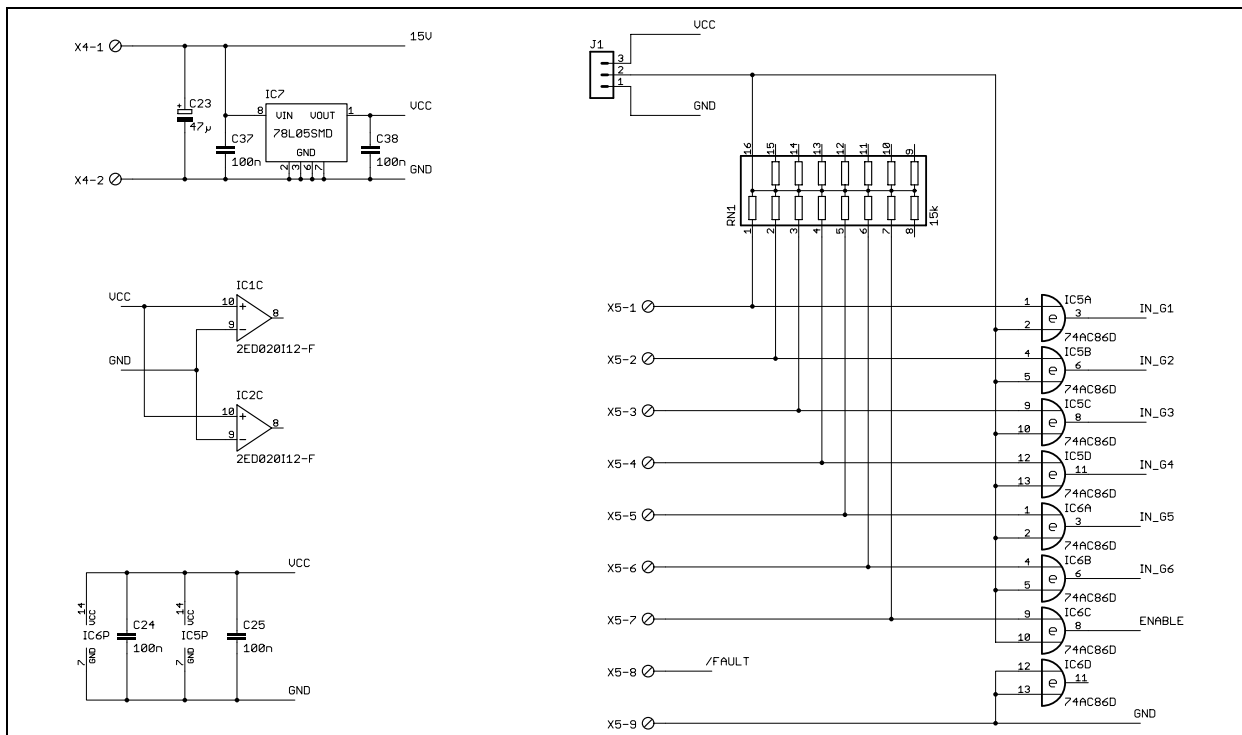 X4-1
15V
C23
+
47µ
C37
100n
IC7
8
VIN
VOUT
1
78L05SMD
GND
2
3
6
7
VCC
C38
100n
GND
X4-2
VCC
GND
IC1C
10
+
9
-
8
2ED020I12-F
IC2C
10
+
9
-
8
2ED020I12-F
VCC
14
VCC
IC6P
7
GND
C24
100n
14
VCC
IC5P
7
GND
C25
100n
GND
J1
3
2
1
VCC
GND
16
15
14
13
12
11
10
9
RN1
15k
1
2
3
4
5
6
7
8
X5-1
1
2
IC5A
3
74AC86D
IN_G1
X5-2
4
5
IC5B
6
74AC86D
IN_G2
X5-3
9
10
IC5C
8
74AC86D
IN_G3
X5-4
12
13
IC5D
11
74AC86D
IN_G4
X5-5
1
2
IC6A
3
74AC86D
IN_G5
X5-6
4
5
IC6B
6
74AC86D
IN_G6
X5-7
9
10
IC6C
8
74AC86D
ENABLE
X5-8
/FAULT
12
13
IC6D
11
74AC86D
X5-9
GND